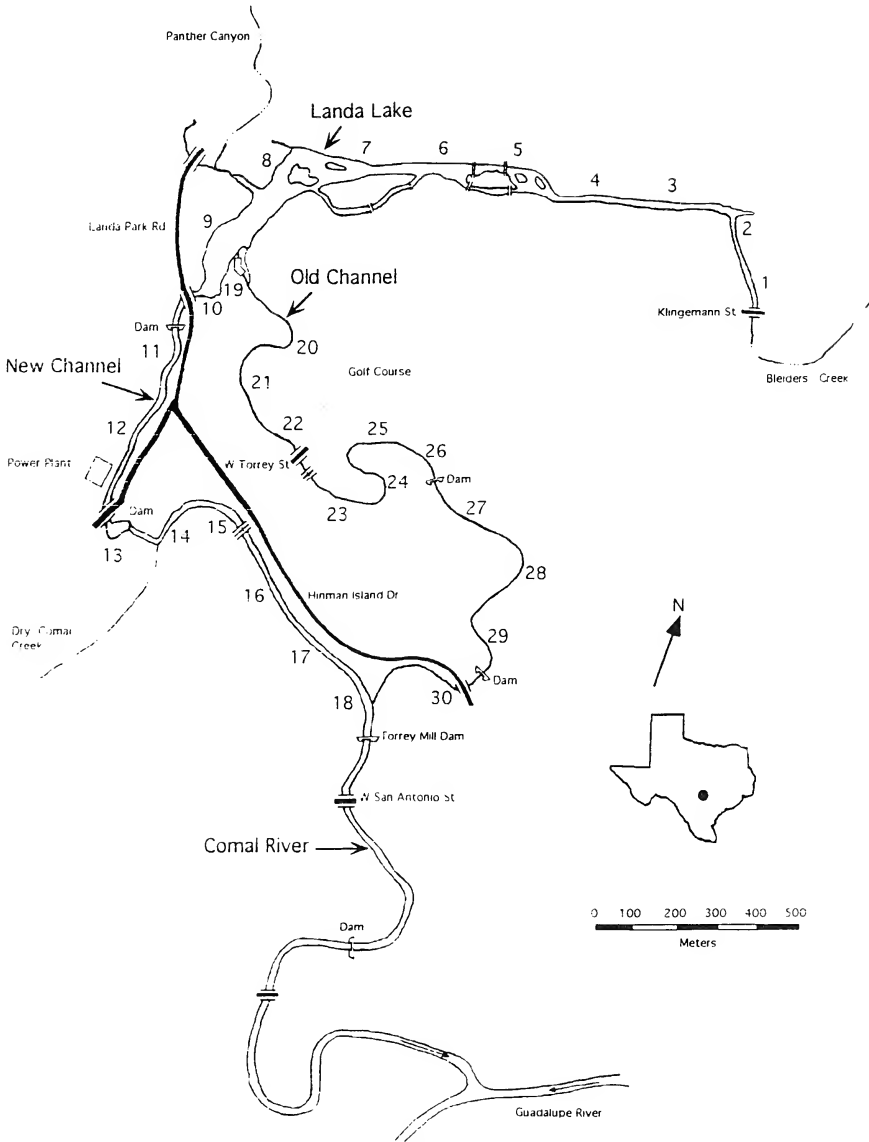 Panther Canyon
Landa Lake
8
7
6
5
4
3
2
1
9
Landa Park Rd
19
10
Old Channel
Klingemann St
Dam
11
20
New Channel
21
Golf Course
Bleiders Creek
12
22
25
26
Power Plant
W Torrey St
24
Dam
23
27
Dam
13
14
15
28
16
Hinman Island Dr
Dry Comal
Creek
29
17
Dam
30
18
N
Torrey Mill Dam
W San Antonio St
Comal River
0 100 200 300 400 500
Meters
Dam
Guadalupe River